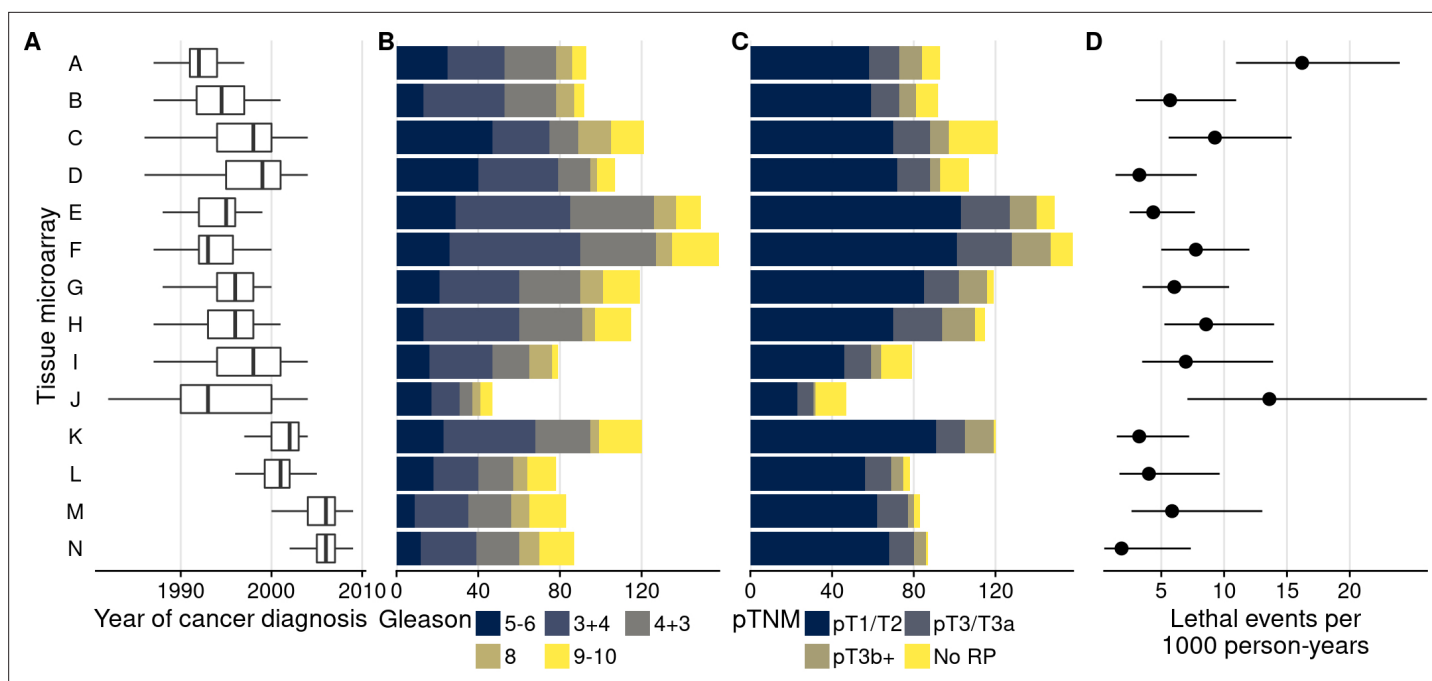 A B C D
Tissue microarray
A
B
C
D
E
F
G
H
I
J
K
L
M
N
1990 2000 2010 0 40 80 120 0 40 80 120 5 10 15 20
Year of cancer diagnosis
Gleason 5-6 3+4 4+3
8 9-10
pTNM pT1/T2 pT3/T3a
pT3b+ No RP
Lethal events per
1000 person-years